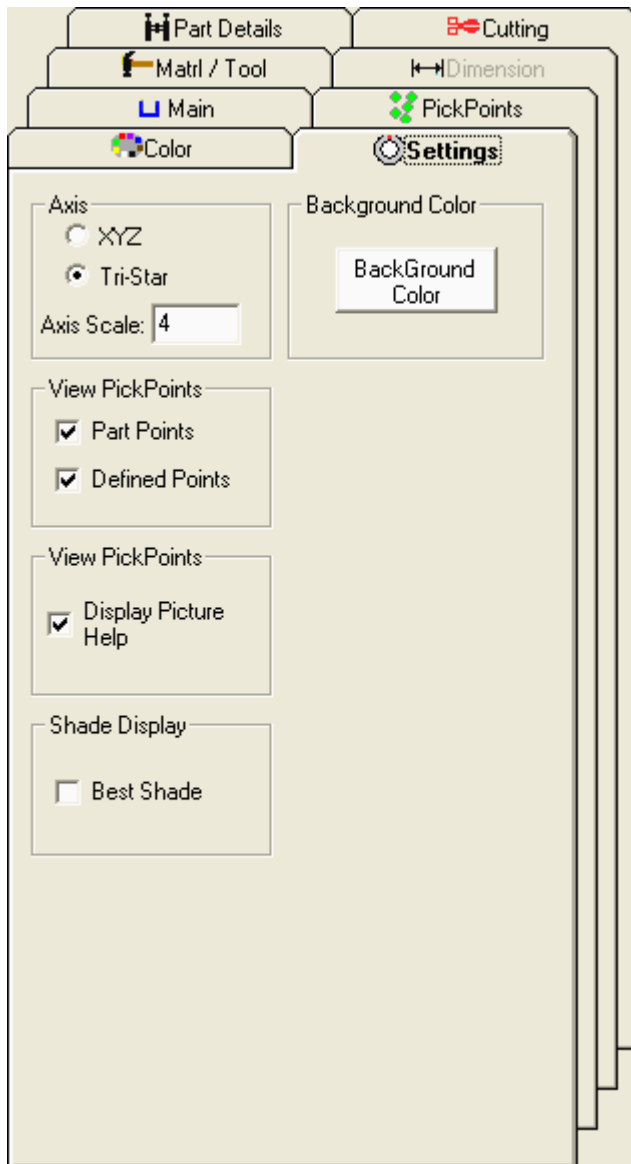 Part Details
Cutting
Matrl / Tool
Dimension
Main
PickPoints
Color
Settings
Axis
XYZ
Tri-Star
Axis Scale: 4
Background Color
BackGround
Color
View PickPoints
Part Points
Defined Points
View PickPoints
Display Picture
Help
Shade Display
Best Shade